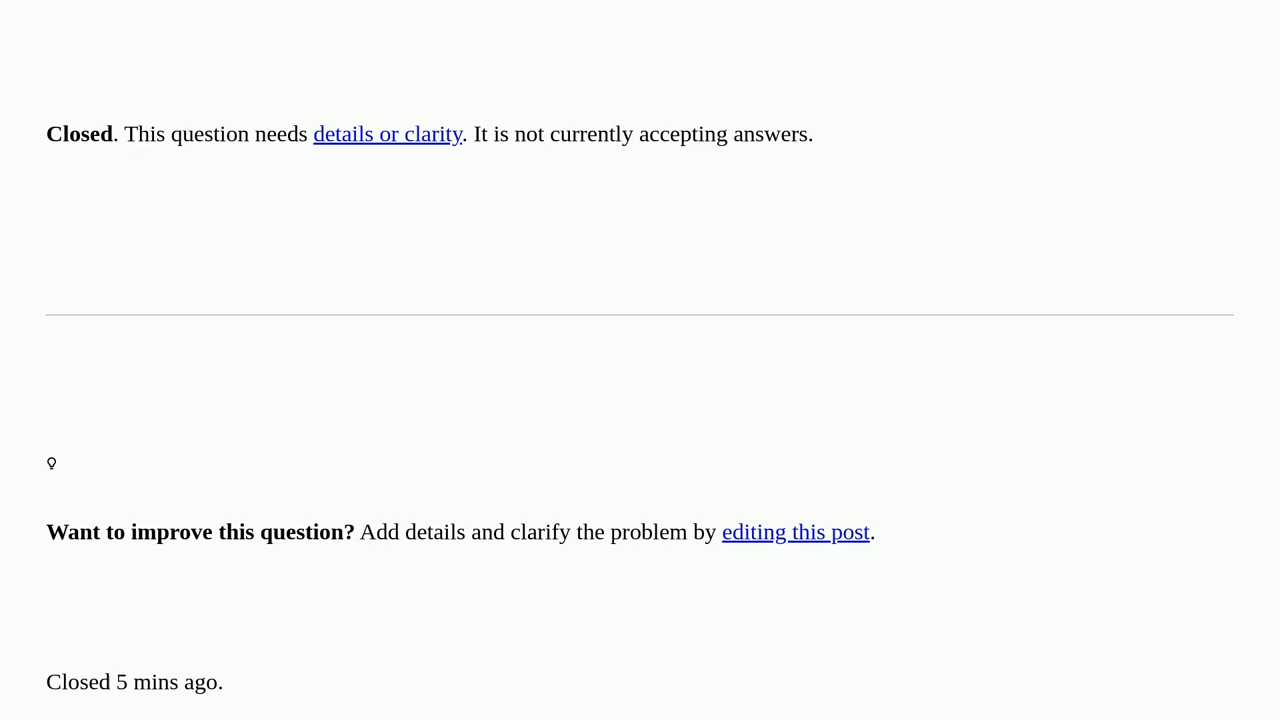 Closed. This question needs details or clarity. It is not currently accepting answers.
Want to improve this question? Add details and clarify the problem by editing this post.
Closed 5 mins ago.